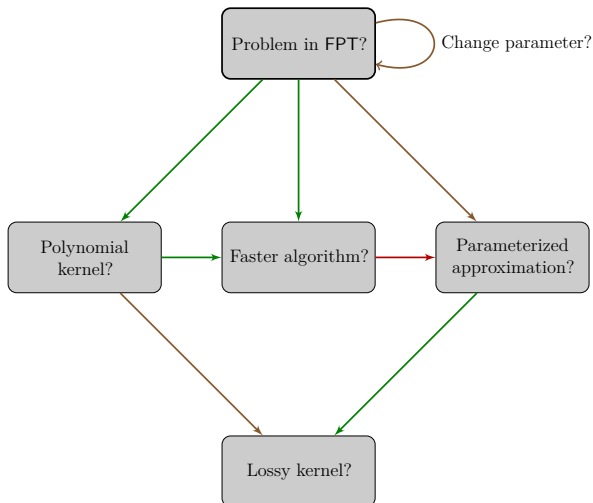 Problem in FPT?
Change parameter?
Polynomial
kernel?
Faster algorithm?
Parameterized
approximation?
Lossy kernel?